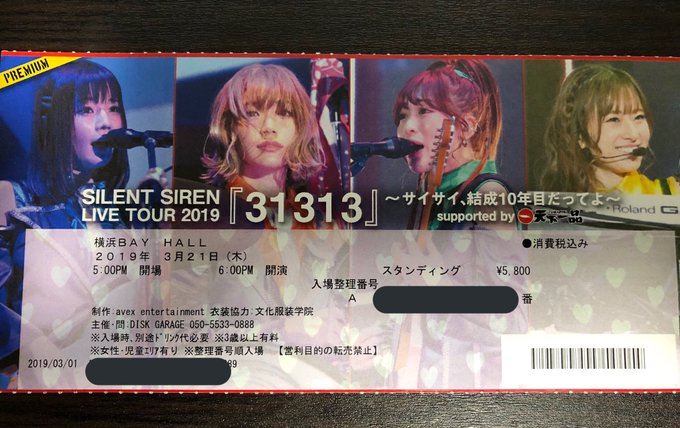 PREMIUM
SILENT SIREN
LIVE TOUR 2019『31313』～サイサイ、結成10年目だってよ～
supported by 天下一品
Roland G
横浜BAY HALL
●消費税込み
2019年 3月21日(木)
5:00PM 開場 6:00PM 開演 スタンディング ¥5,800
入場整理番号
A 番
制作:avex entertainment 衣装協力:文化服装学院
主催・問:DISK GARAGE 050-5533-0888
※入場時、別途ﾄﾞﾘﾝｸ代必要 ※3歳以上有料
※女性・児童ｴﾘｱ有り ※整理番号順入場 【営利目的の転売禁止】
2019/03/01 89